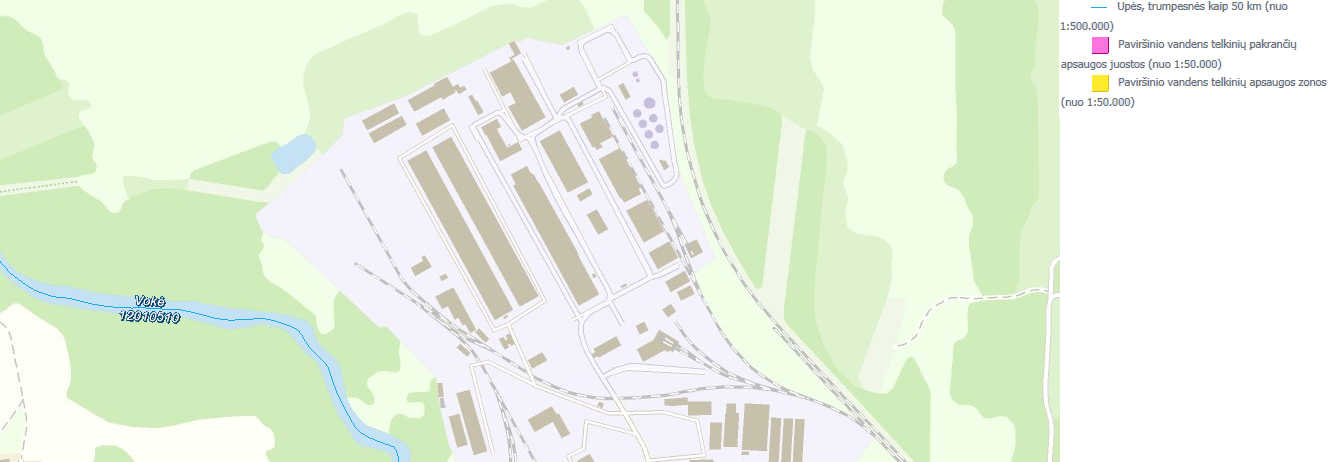 Upės, trumpesnės kaip 50 km (nuo
1:500.000)
Paviršinio vandens telkinių pakrančių
apsaugos juostos (nuo 1:50.000)
Paviršinio vandens telkinių apsaugos zonos
(nuo 1:50.000)
Vokė
12010510